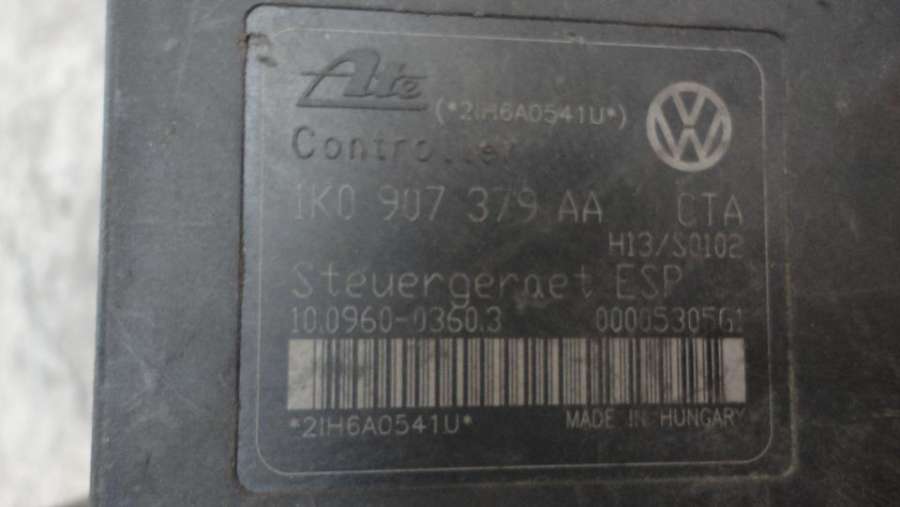 Ate
(*2IH6A0541U*)
Controller
1K0 907 379 AA CTA
H13/S0102
Steuergeraet ESP
10.0960-0360.3 0000530561
*2IH6A0541U*
MADE IN HUNGARY